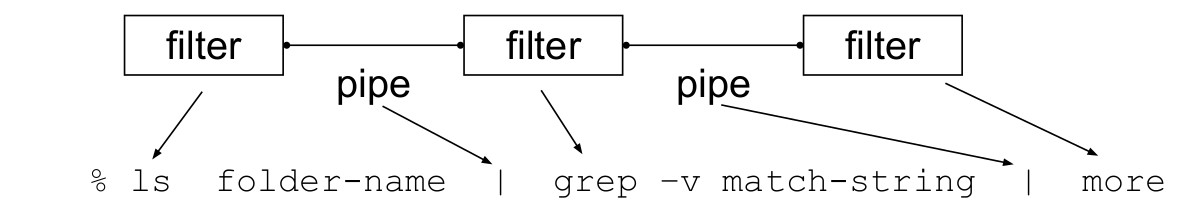 filter filter filter
pipe pipe
% ls folder-name | grep –v match-string | more